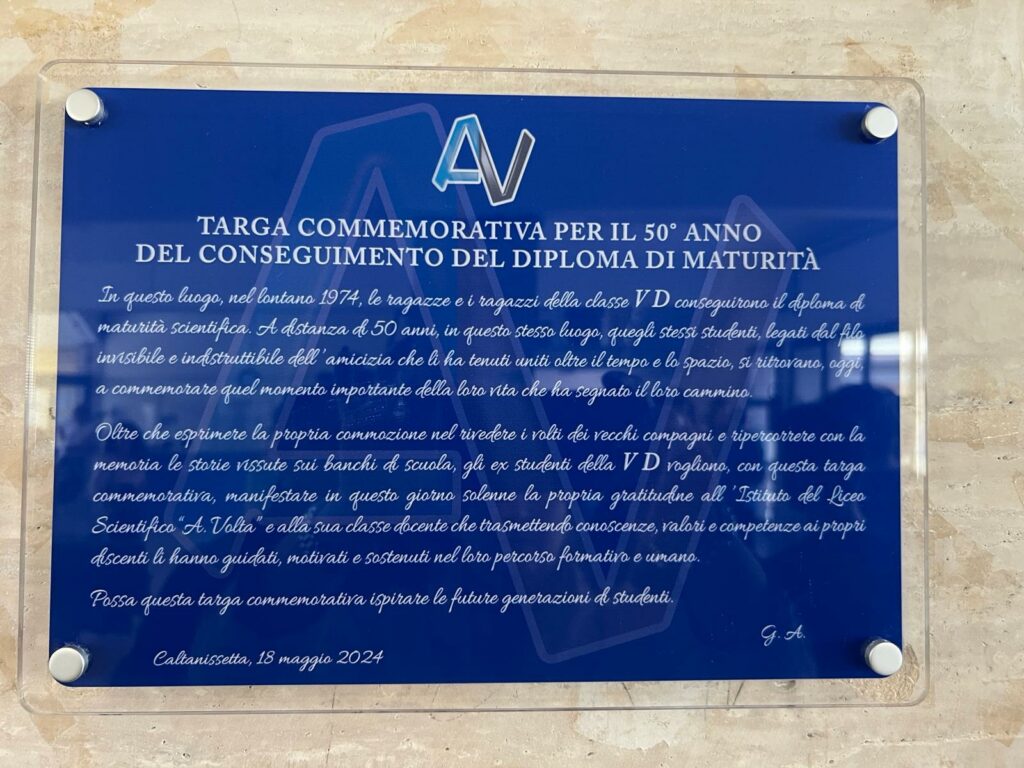 AV
TARGA COMMEMORATIVA PER IL 50° ANNO
DEL CONSEGUIMENTO DEL DIPLOMA DI MATURITÀ
In questo luogo, nel lontano 1974, le ragazze e i ragazzi della classe V D conseguirono il diploma di
maturità scientifica. A distanza di 50 anni, in questo stesso luogo, quegli stessi studenti, legati dal filo
invisibile e indistruttibile dell'amicizia che li ha tenuti uniti oltre il tempo e lo spazio, si ritrovano, oggi,
a commemorare quel momento importante della loro vita che ha segnato il loro cammino.
Oltre che esprimere la propria commozione nel rivedere i volti dei vecchi compagni e ripercorrere con la
memoria le storie vissute sui banchi di scuola, gli ex studenti della V D vogliono, con questa targa
commemorativa, manifestare in questo giorno solenne la propria gratitudine all'Istituto del Liceo
Scientifico "A. Volta" e alla sua classe docente che trasmettendo conoscenze, valori e competenze ai propri
discenti li hanno guidati, motivati e sostenuti nel loro percorso formativo e umano.
Possa questa targa commemorativa ispirare le future generazioni di studenti.
G. A.
Caltanissetta, 18 maggio 2024